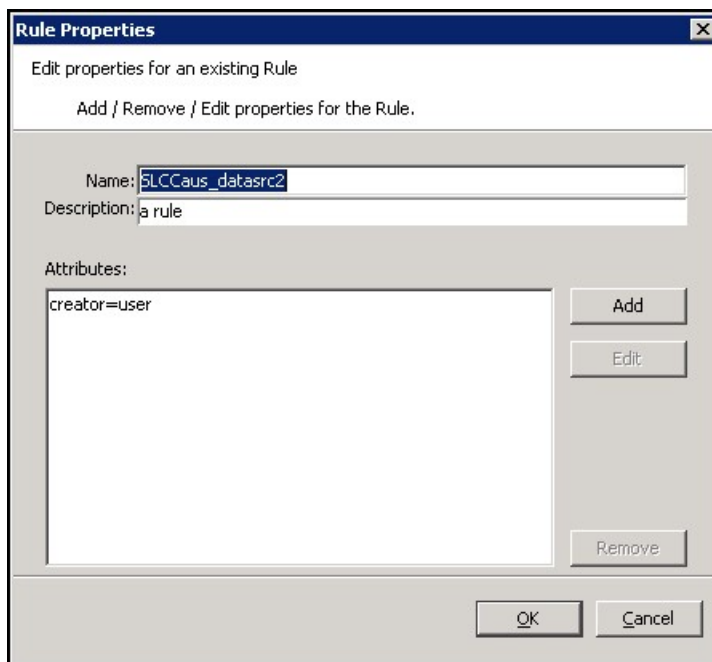 Rule Properties
Edit properties for an existing Rule
Add / Remove / Edit properties for the Rule.
Name: SLCCaus_datasrc2
Description: a rule
Attributes:
creator=user
Add
Edit
Remove
OK
Cancel